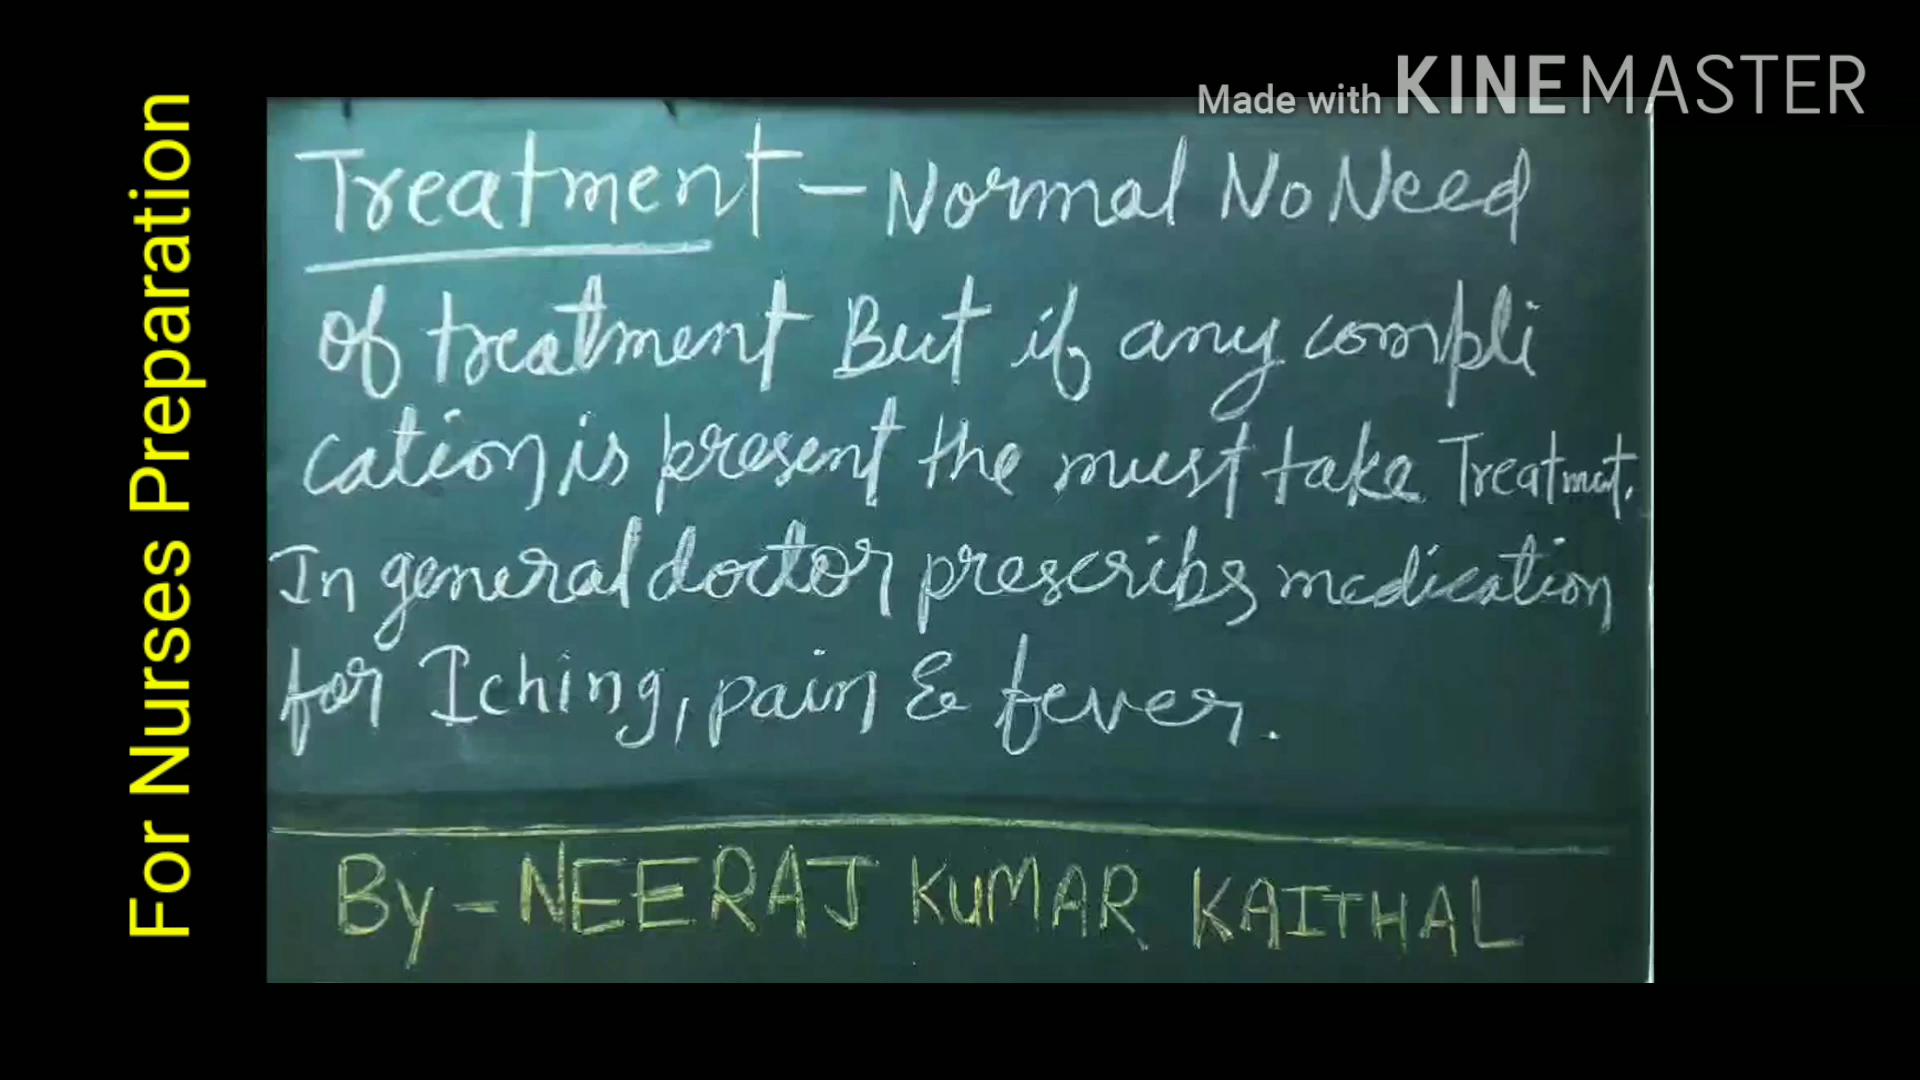 Made with KINEMASTER
For Nurses Preparation
Treatment - Normal No Need
of treatment But if any compli
cation is present the must take Treatmt.
In general doctor prescribs medication
for Iching, pain & fever.
By - NEERAJ KUMAR KAITHAL